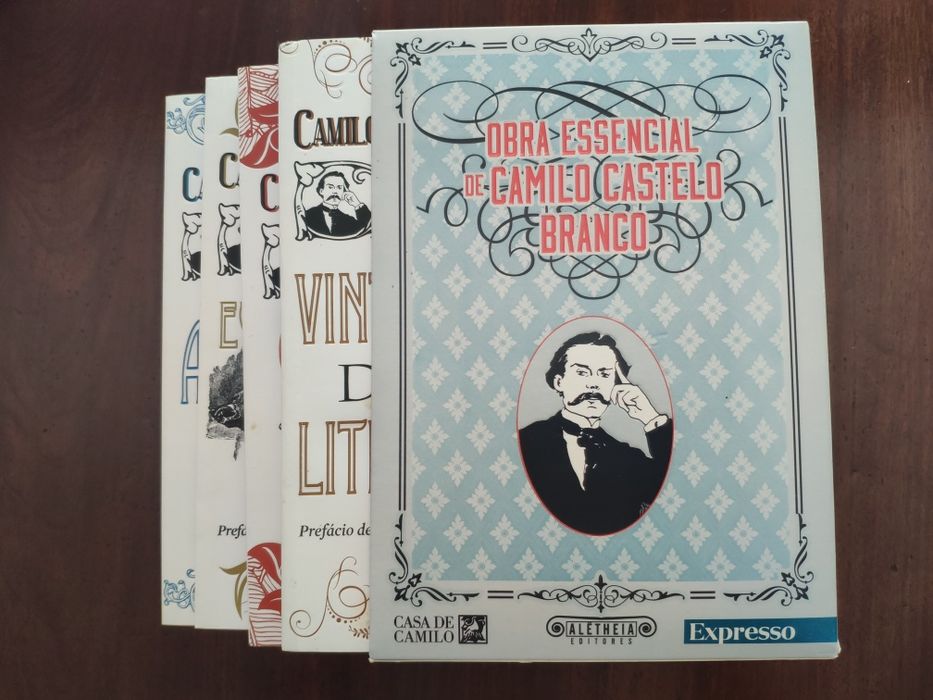 CAMILO
VINT
D
LIT
Prefácio de
Prefá
OBRA ESSENCIAL
DE CAMILO CASTELO
BRANCO
CASA DE
CAMILO
ALÊTHEIA
EDITORES
Expresso